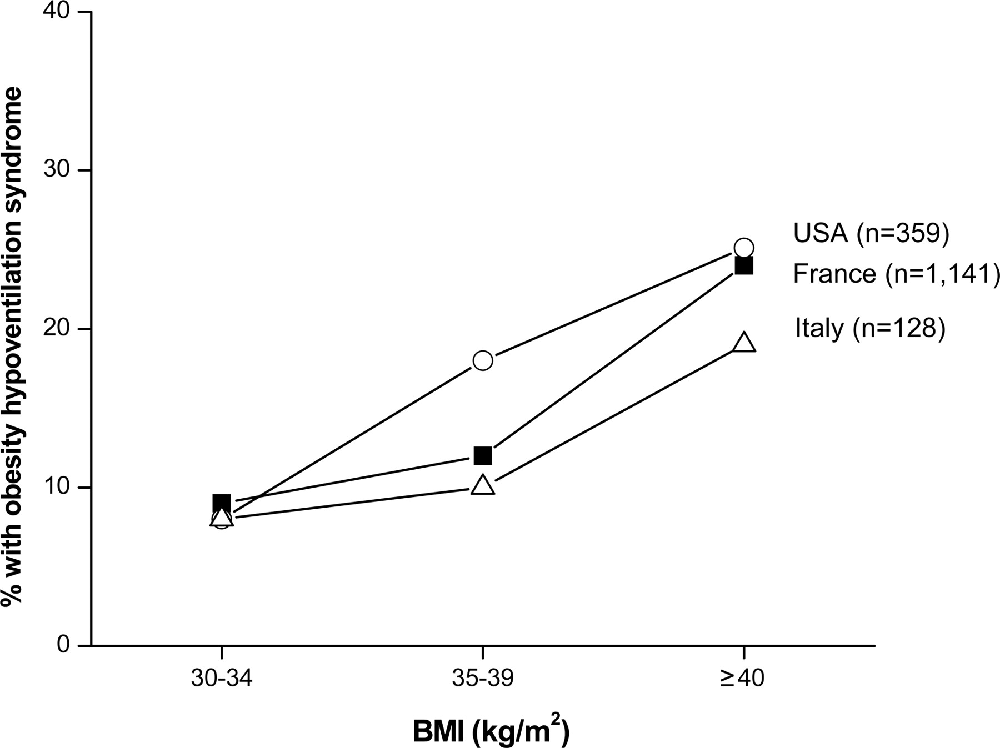 40
30
20
10
0
% with obesity hypoventilation syndrome
USA (n=359)
France (n=1,141)
Italy (n=128)
30-34
35-39
≥40
BMI (kg/m²)